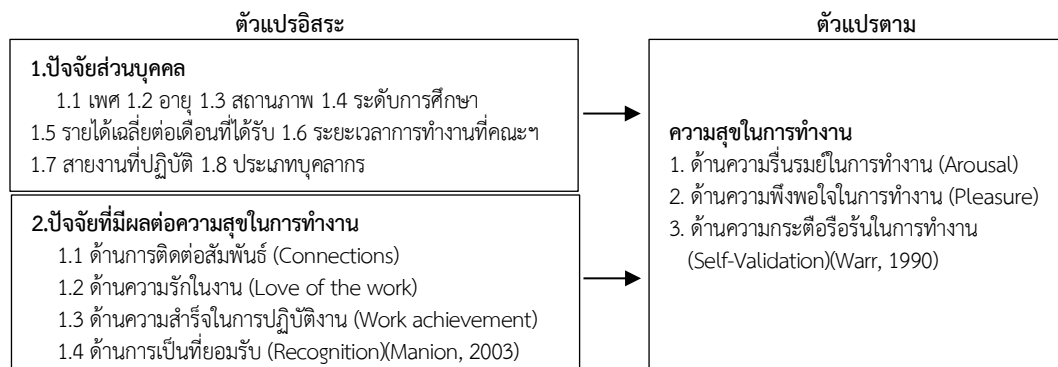 ตัวแปรอิสระ
1.ปัจจัยส่วนบุคคล
1.1 เพศ 1.2 อายุ 1.3 สถานภาพ 1.4 ระดับการศึกษา
1.5 รายได้เฉลี่ยต่อเดือนที่ได้รับ 1.6 ระยะเวลาการทำงานที่คณะฯ
1.7 สายงานที่ปฏิบัติ 1.8 ประเภทบุคลากร
2.ปัจจัยที่มีผลต่อความสุขในการทำงาน
1.1 ด้านการติดต่อสัมพันธ์ (Connections)
1.2 ด้านความรักในงาน (Love of the work)
1.3 ด้านความสำเร็จในการปฏิบัติงาน (Work achievement)
1.4 ด้านการเป็นที่ยอมรับ (Recognition)(Manion, 2003)
ตัวแปรตาม
ความสุขในการทำงาน
1. ด้านความรื่นรมย์ในการทำงาน (Arousal)
2. ด้านความพึงพอใจในการทำงาน (Pleasure)
3. ด้านความกระตือรือร้นในการทำงาน
(Self-Validation)(Warr, 1990)